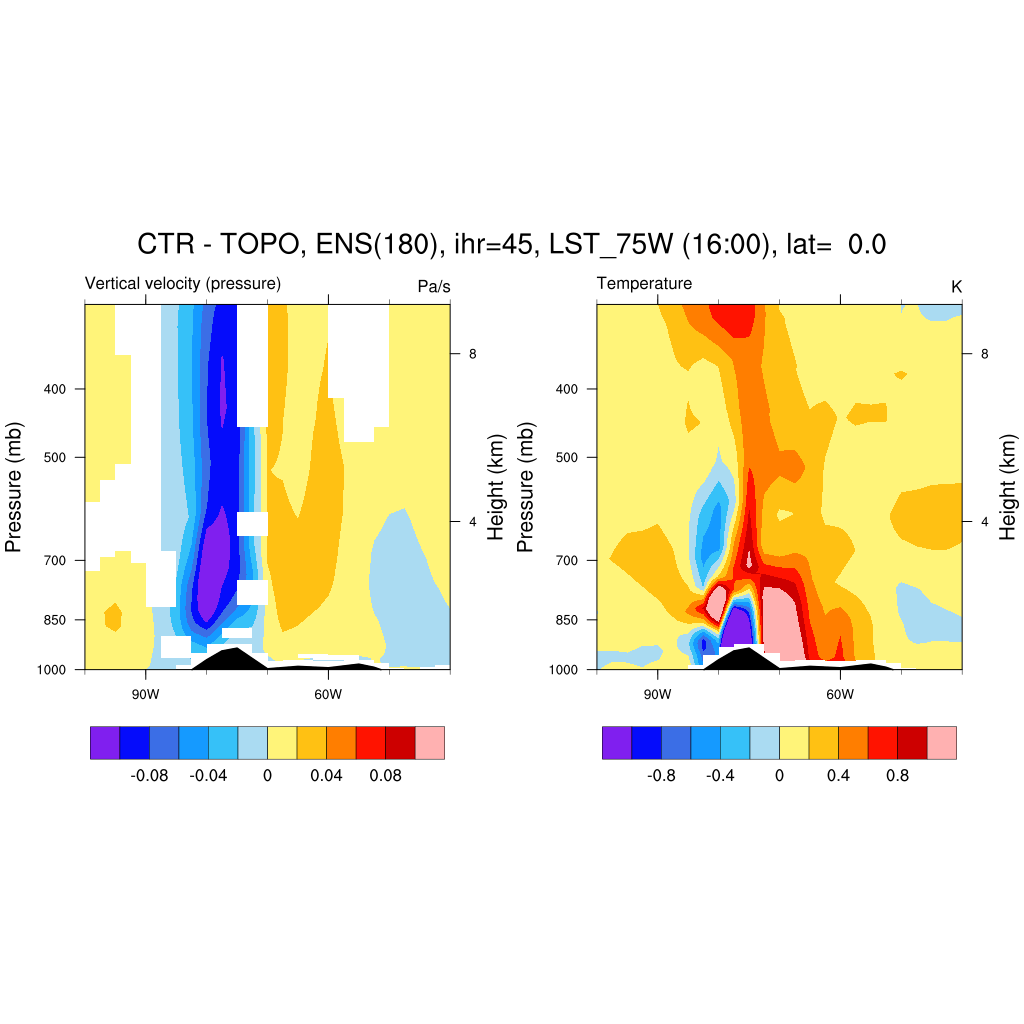 CTR - TOPO, ENS(180), ihr=45, LST_75W (16:00), lat= 0.0
Vertical velocity (pressure) Pa/s
Pressure (mb)
400
500
700
850
1000
90W 60W
8
4
Height (km)
-0.08 -0.04 0 0.04 0.08
Temperature K
Pressure (mb)
400
500
700
850
1000
90W 60W
8
4
Height (km)
-0.8 -0.4 0 0.4 0.8